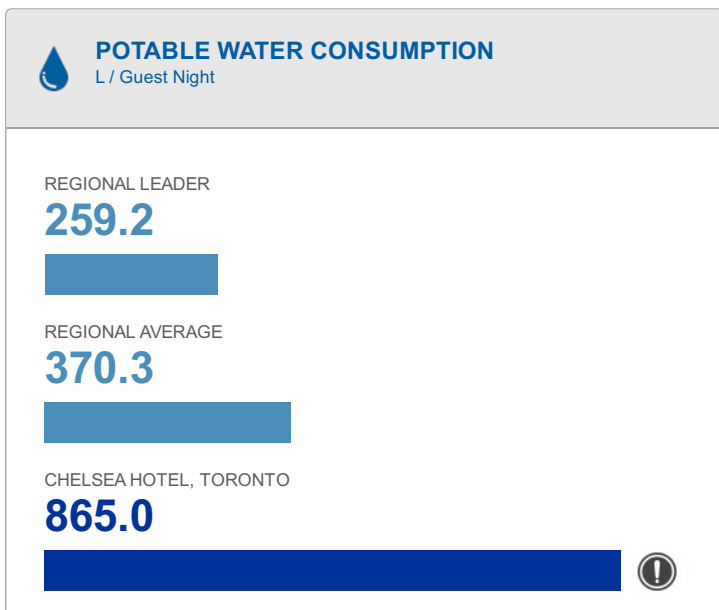 POTABLE WATER CONSUMPTION
L / Guest Night
REGIONAL LEADER
259.2
REGIONAL AVERAGE
370.3
CHELSEA HOTEL, TORONTO
865.0
!